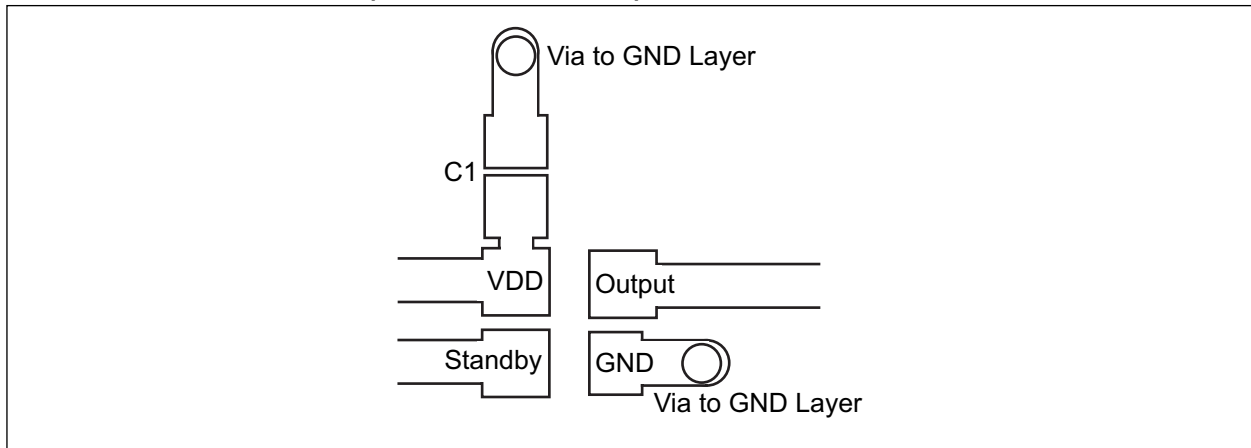 Via to GND Layer
C1
VDD
Output
Standby
GND
Via to GND Layer